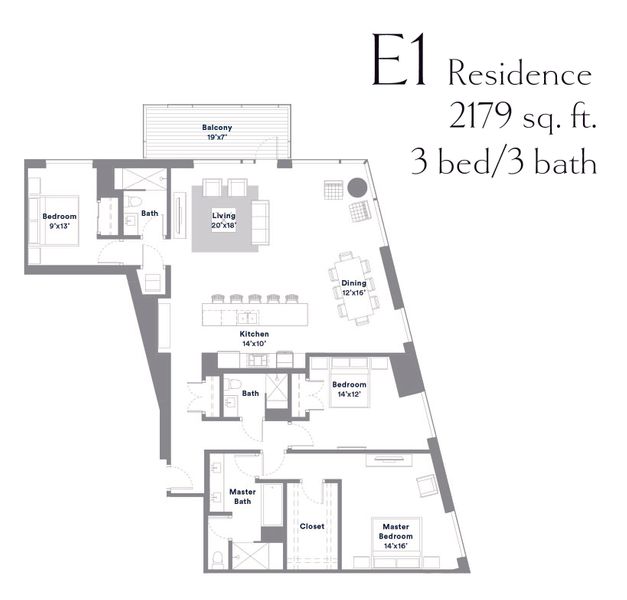 E1 Residence
2179 sq. ft.
3 bed/3 bath
Balcony
19'x7'
Bedroom
9'x13'
Bath
Living
20'x18'
Dining
12'x16'
Kitchen
14'x10'
Bath
Bedroom
14'x12'
Master
Bath
Closet
Master
Bedroom
14'x16'